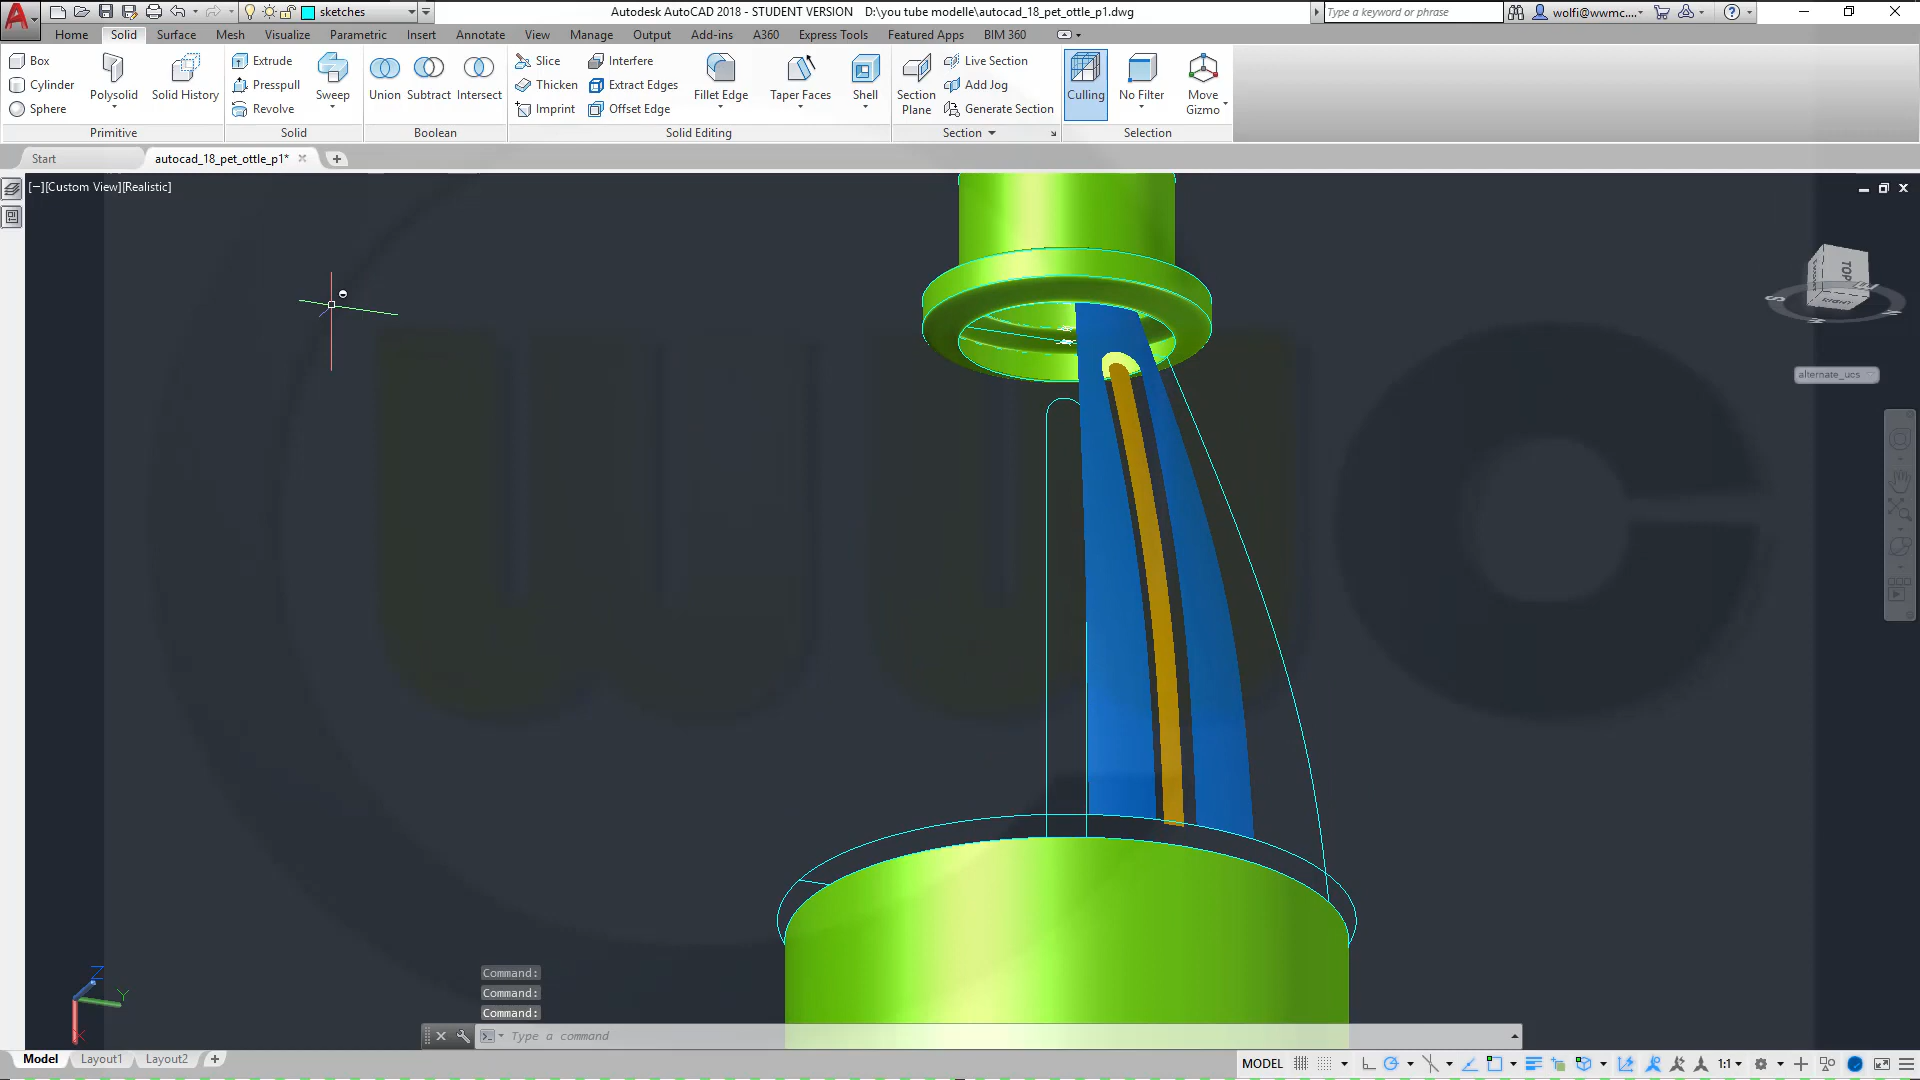 sketches
Autodesk AutoCAD 2018 - STUDENT VERSION D:\you tube modelle\autocad_18_pet_ottle_p1.dwg
Type a keyword or phrase
wolfi@wwmc....
Home Solid Surface Mesh Visualize Parametric Insert Annotate View Manage Output Add-ins A360 Express Tools Featured Apps BIM 360
Box
Cylinder
Sphere
Polysolid
Solid History
Primitive
Extrude
Presspull
Revolve
Sweep
Solid
Union Subtract Intersect
Boolean
Slice
Thicken
Imprint
Interfere
Extract Edges
Offset Edge
Fillet Edge
Taper Faces
Shell
Solid Editing
Section
Plane
Live Section
Add Jog
Generate Section
Section
Culling
No Filter
Move
Gizmo
Selection
Start
autocad_18_pet_ottle_p1*
[−][Custom View][Realistic]
TOP
RIGHT
S
E
alternate_ucs
wwc
Z
Y
X
Command:
Command:
Command:
Type a command
Model Layout1 Layout2
MODEL
1:1